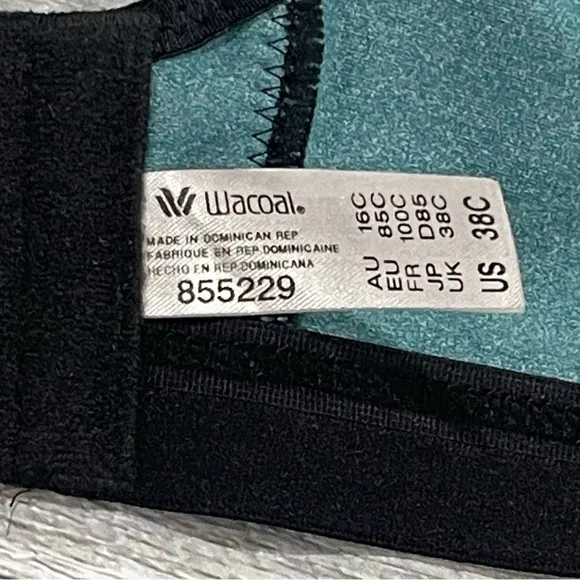 Wacoal®
MADE IN DOMINICAN REP
FABRIQUE EN REP DOMINICAINE
HECHO EN REP DOMINICANA
855229
AU 16C
EU 85C
FR 100C
JP D85
UK 38C
US 38C